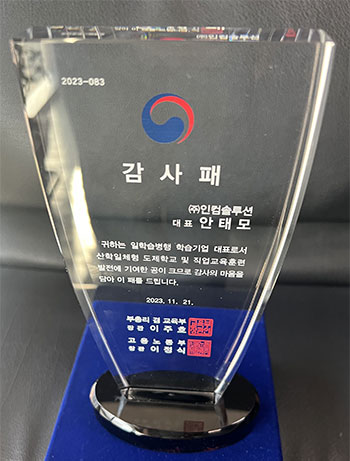 2023-083
감 사 패
㈜인컴솔루션
대표 안태모
귀하는 일학습병행 학습기업 대표로서
산학일체형 도제학교 및 직업교육훈련
발전에 기여한 공이 크므로 감사의 마음을
담아 이 패를 드립니다.
2023. 11. 21.
부총리 겸 교육부
장관 이주호
고용노동부
장관 이정식